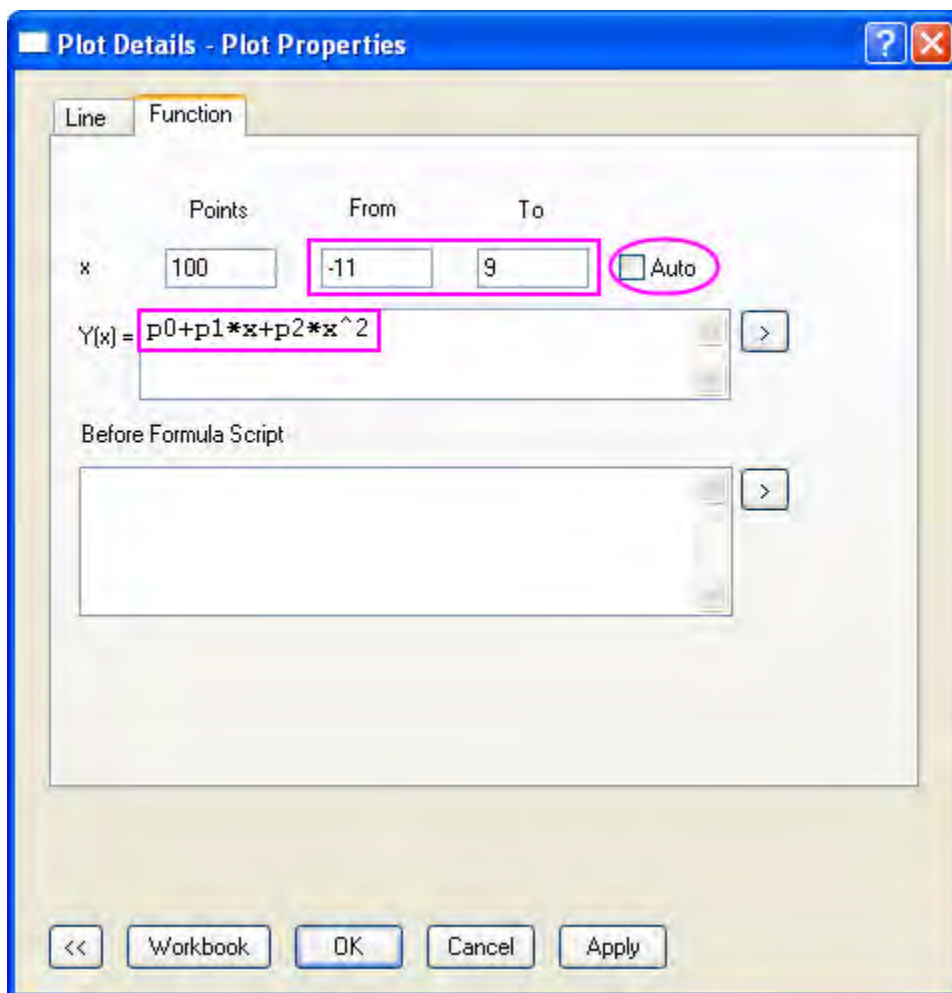 Plot Details - Plot Properties
Line Function
Points From To
x 100 -11 9 Auto
Y(x) = p0+p1*x+p2*x^2 >
Before Formula Script
>
<< Workbook OK Cancel Apply